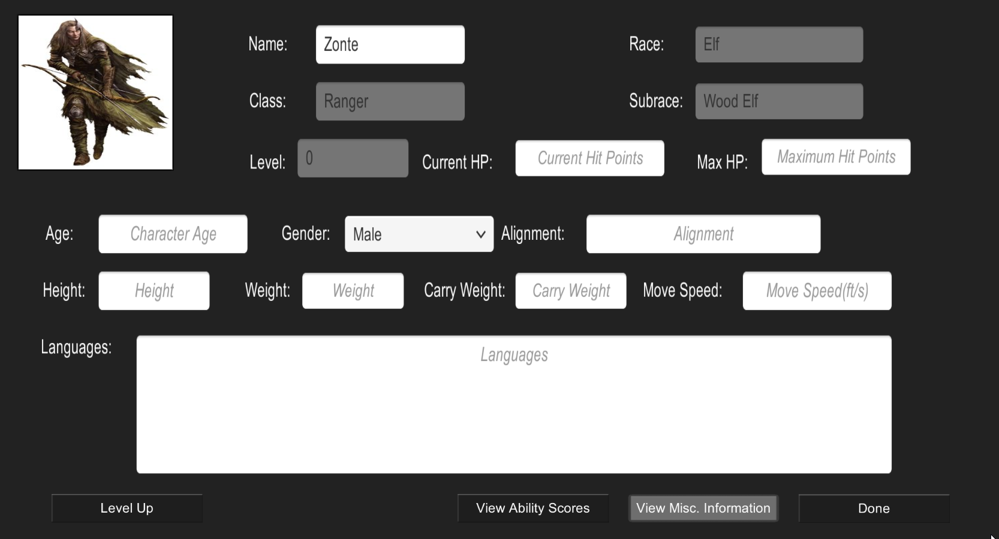 Name: Zonte Race: Elf
Class: Ranger Subrace: Wood Elf
Level: 0 Current HP: Current Hit Points Max HP: Maximum Hit Points
Age: Character Age Gender: Male Alignment: Alignment
Height: Height Weight: Weight Carry Weight: Carry Weight Move Speed: Move Speed(ft/s)
Languages: Languages
Level Up View Ability Scores View Misc. Information Done